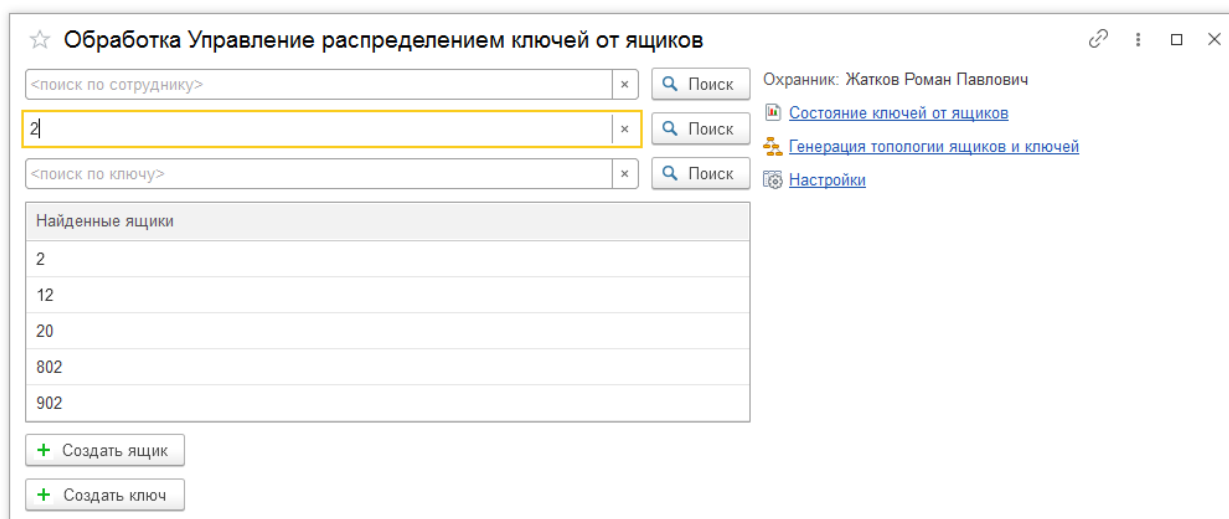 Обработка Управление распределением ключей от ящиков
<поиск по сотруднику>
Поиск
Охранник: Жатков Роман Павлович
2
Поиск
Состояние ключей от ящиков
Генерация топологии ящиков и ключей
<поиск по ключу>
Поиск
Настройки
Найденные ящики
2
12
20
802
902
Создать ящик
Создать ключ